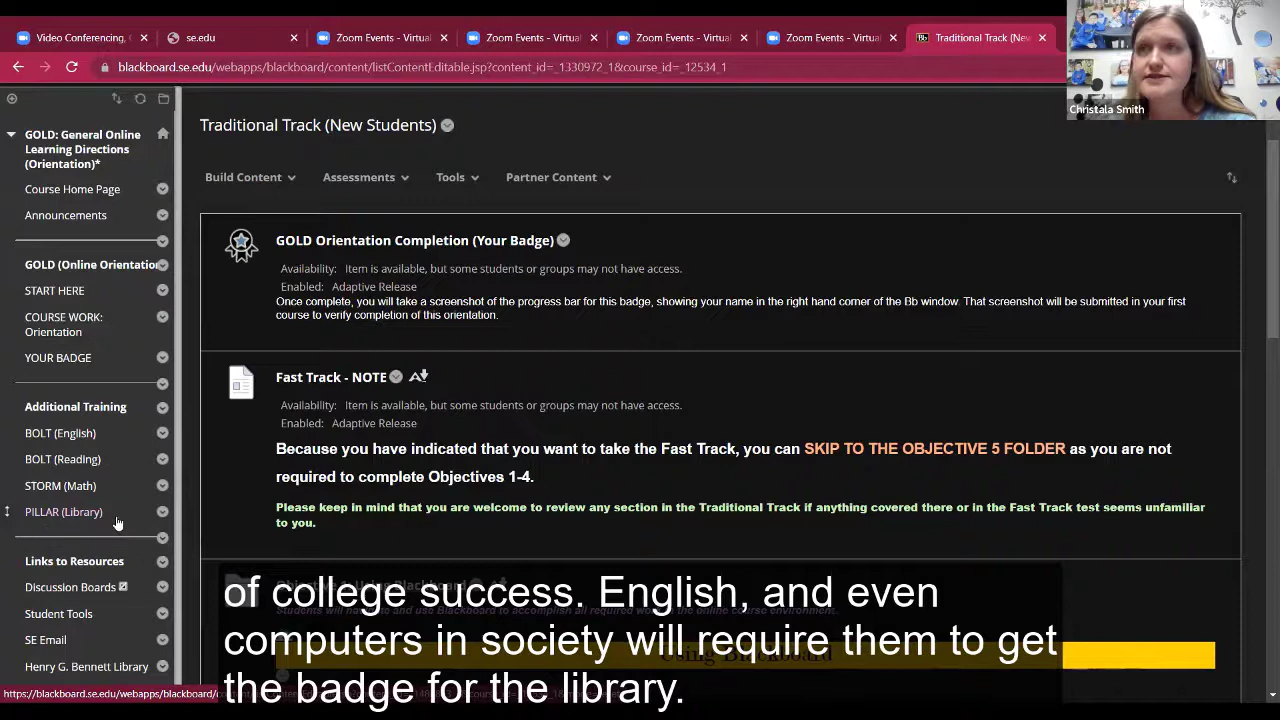 Video Conferencing,
se.edu
Zoom Events - Virtual
Zoom Events - Virtual
Zoom Events - Virtual
Zoom Events - Virtual
Bb Traditional Track (Nev
blackboard.se.edu/webapps/blackboard/content/listContentEditable.jsp?content_id=_1330972_1&course_id=_12534_1
Christala Smith
GOLD: General Online
Learning Directions
(Orientation)*
Course Home Page
Announcements
GOLD (Online Orientation
START HERE
COURSE WORK:
Orientation
YOUR BADGE
Additional Training
BOLT (English)
BOLT (Reading)
STORM (Math)
PILLAR (Library)
Links to Resources
Discussion Boards
Student Tools
SE Email
Henry G. Bennett Library
Traditional Track (New Students)
Build Content
Assessments
Tools
Partner Content
GOLD Orientation Completion (Your Badge)
Availability: Item is available, but some students or groups may not have access.
Enabled: Adaptive Release
Once complete, you will take a screenshot of the progress bar for this badge, showing your name in the right hand corner of the Bb window. That screenshot will be submitted in your first
course to verify completion of this orientation.
Fast Track - NOTE
Availability: Item is available, but some students or groups may not have access.
Enabled: Adaptive Release
Because you have indicated that you want to take the Fast Track, you can SKIP TO THE OBJECTIVE 5 FOLDER as you are not
required to complete Objectives 1-4.
Please keep in mind that you are welcome to review any section in the Traditional Track if anything covered there or in the Fast Track test seems unfamiliar
to you.
of college success. English, and even
computers in society will require them to get
the badge for the library.
Using Blackboard
https://blackboard.se.edu/webapps/blackboard/